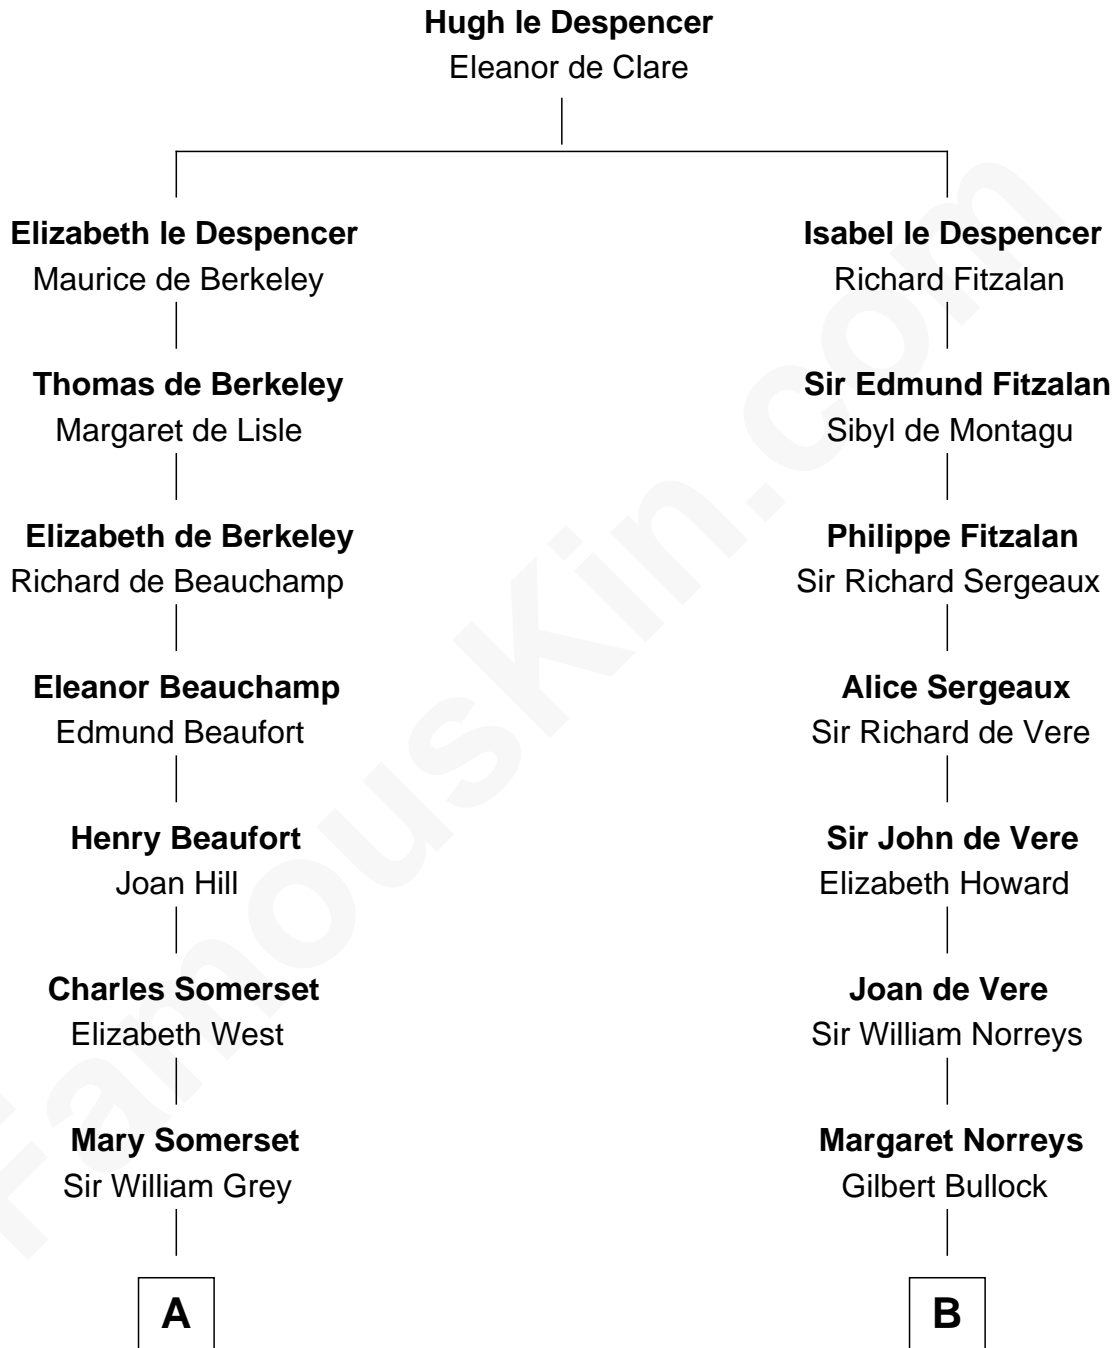 Hugh le Despencer
Eleanor de Clare
Elizabeth le Despencer
Maurice de Berkeley
Isabel le Despencer
Richard Fitzalan
Thomas de Berkeley
Margaret de Lisle
Sir Edmund Fitzalan
Sibyl de Montagu
Elizabeth de Berkeley
Richard de Beauchamp
Philippe Fitzalan
Sir Richard Sergeaux
Eleanor Beauchamp
Edmund Beaufort
Alice Sergeaux
Sir Richard de Vere
Henry Beaufort
Joan Hill
Sir John de Vere
Elizabeth Howard
Charles Somerset
Elizabeth West
Joan de Vere
Sir William Norreys
Mary Somerset
Sir William Grey
Margaret Norreys
Gilbert Bullock
A
B
FamousKin.com